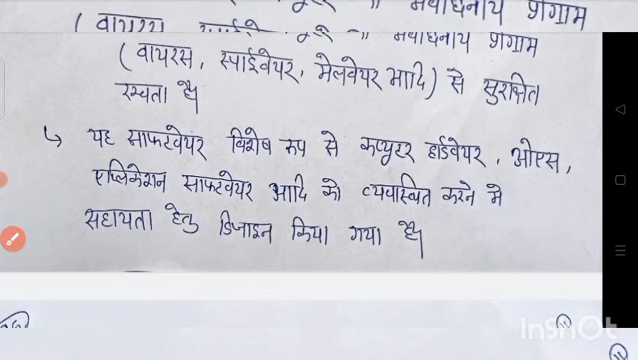 (वायरस
(वायरस, स्पाईवेयर, मेलवेयर आदि) से सुरक्षित
रखता है।
↳ यह साफ्टवेयर विशेष रूप से कम्प्युटर हार्डवेयर, ओएस,
एप्लिकेशन साफ्टवेयर आदि को व्यवस्थित करने मे
सहायता हेतु डिजाइन किया गया है।
InShOt